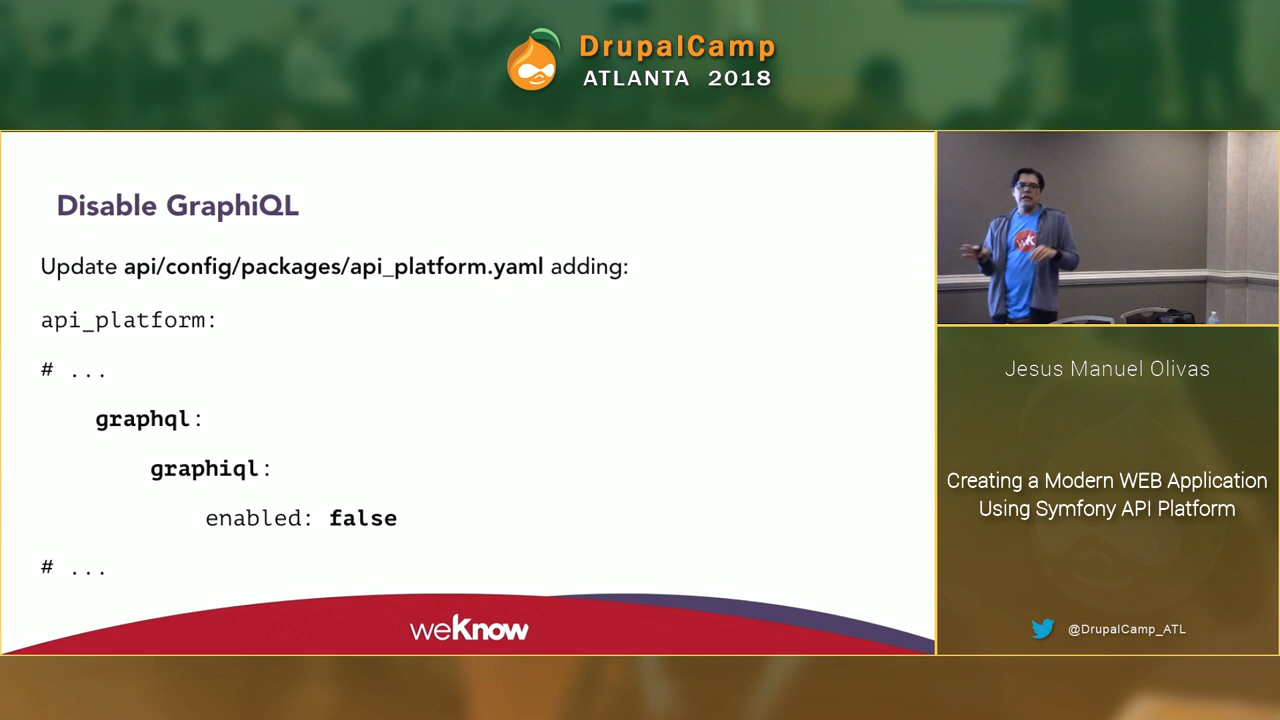 DrupalCamp
ATLANTA 2018
Disable GraphiQL
Update api/config/packages/api_platform.yaml adding:
api_platform:
# ...
graphql:
graphiql:
enabled: false
# ...
weKnow
wk
Jesus Manuel Olivas
Creating a Modern WEB Application
Using Symfony API Platform
@DrupalCamp_ATL